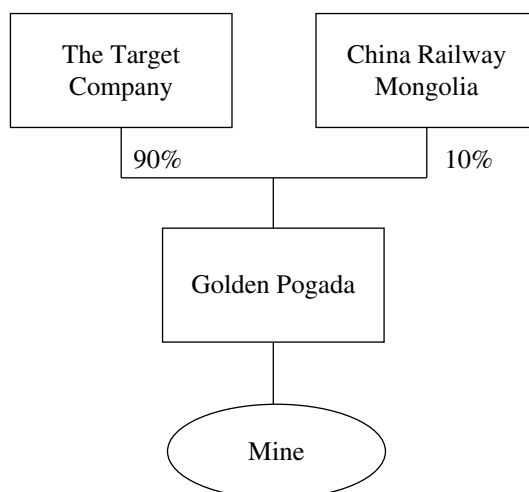 The Target
Company
China Railway
Mongolia
90%
10%
Golden Pogada
Mine